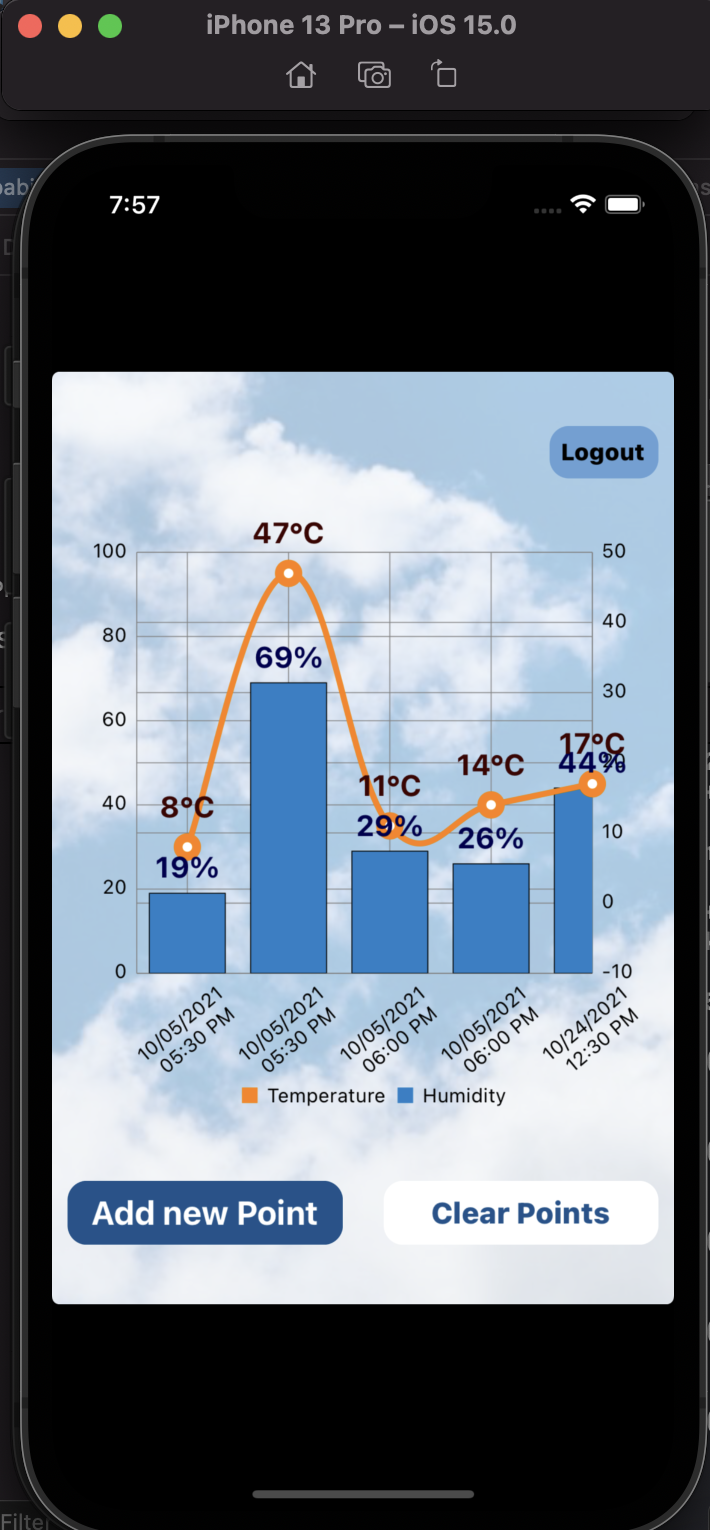 iPhone 13 Pro – iOS 15.0
7:57
Logout
100
80
60
40
20
0
50
40
30
20
10
0
-10
47°C
69%
8°C
19%
11°C
29%
14°C
26%
17°C
44%
10/05/2021
05:30 PM
10/05/2021
05:30 PM
10/05/2021
06:00 PM
10/05/2021
06:00 PM
10/24/2021
12:30 PM
Temperature
Humidity
Add new Point
Clear Points
Filter